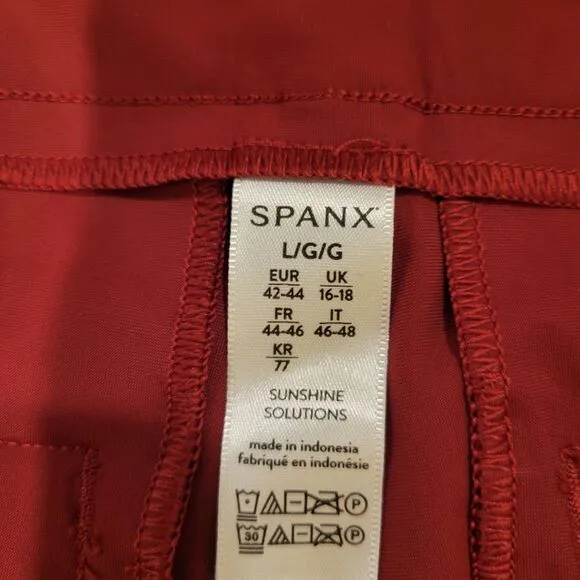 SPANX
L/G/G
EUR UK
42-44 16-18
FR IT
44-46 46-48
KR
77
SUNSHINE
SOLUTIONS
made in indonesia
fabriqué en indonésie
P
30 P